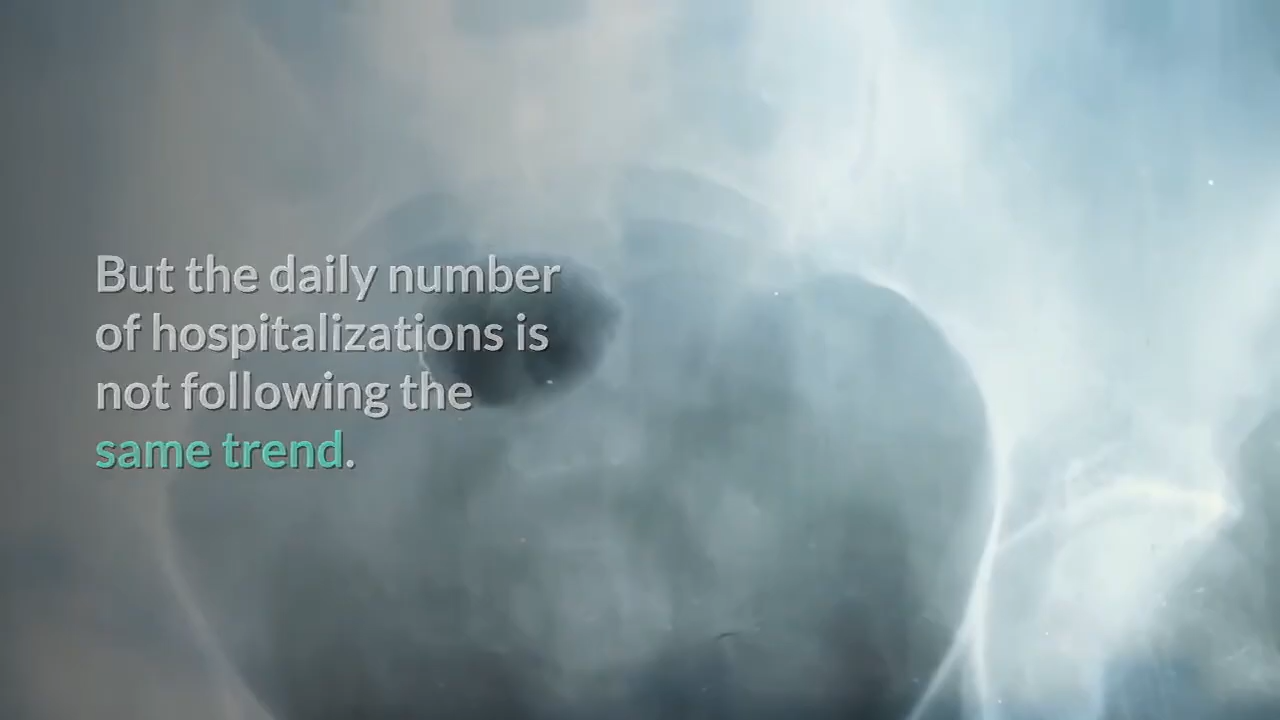 But the daily number
of hospitalizations is
not following the
same trend.